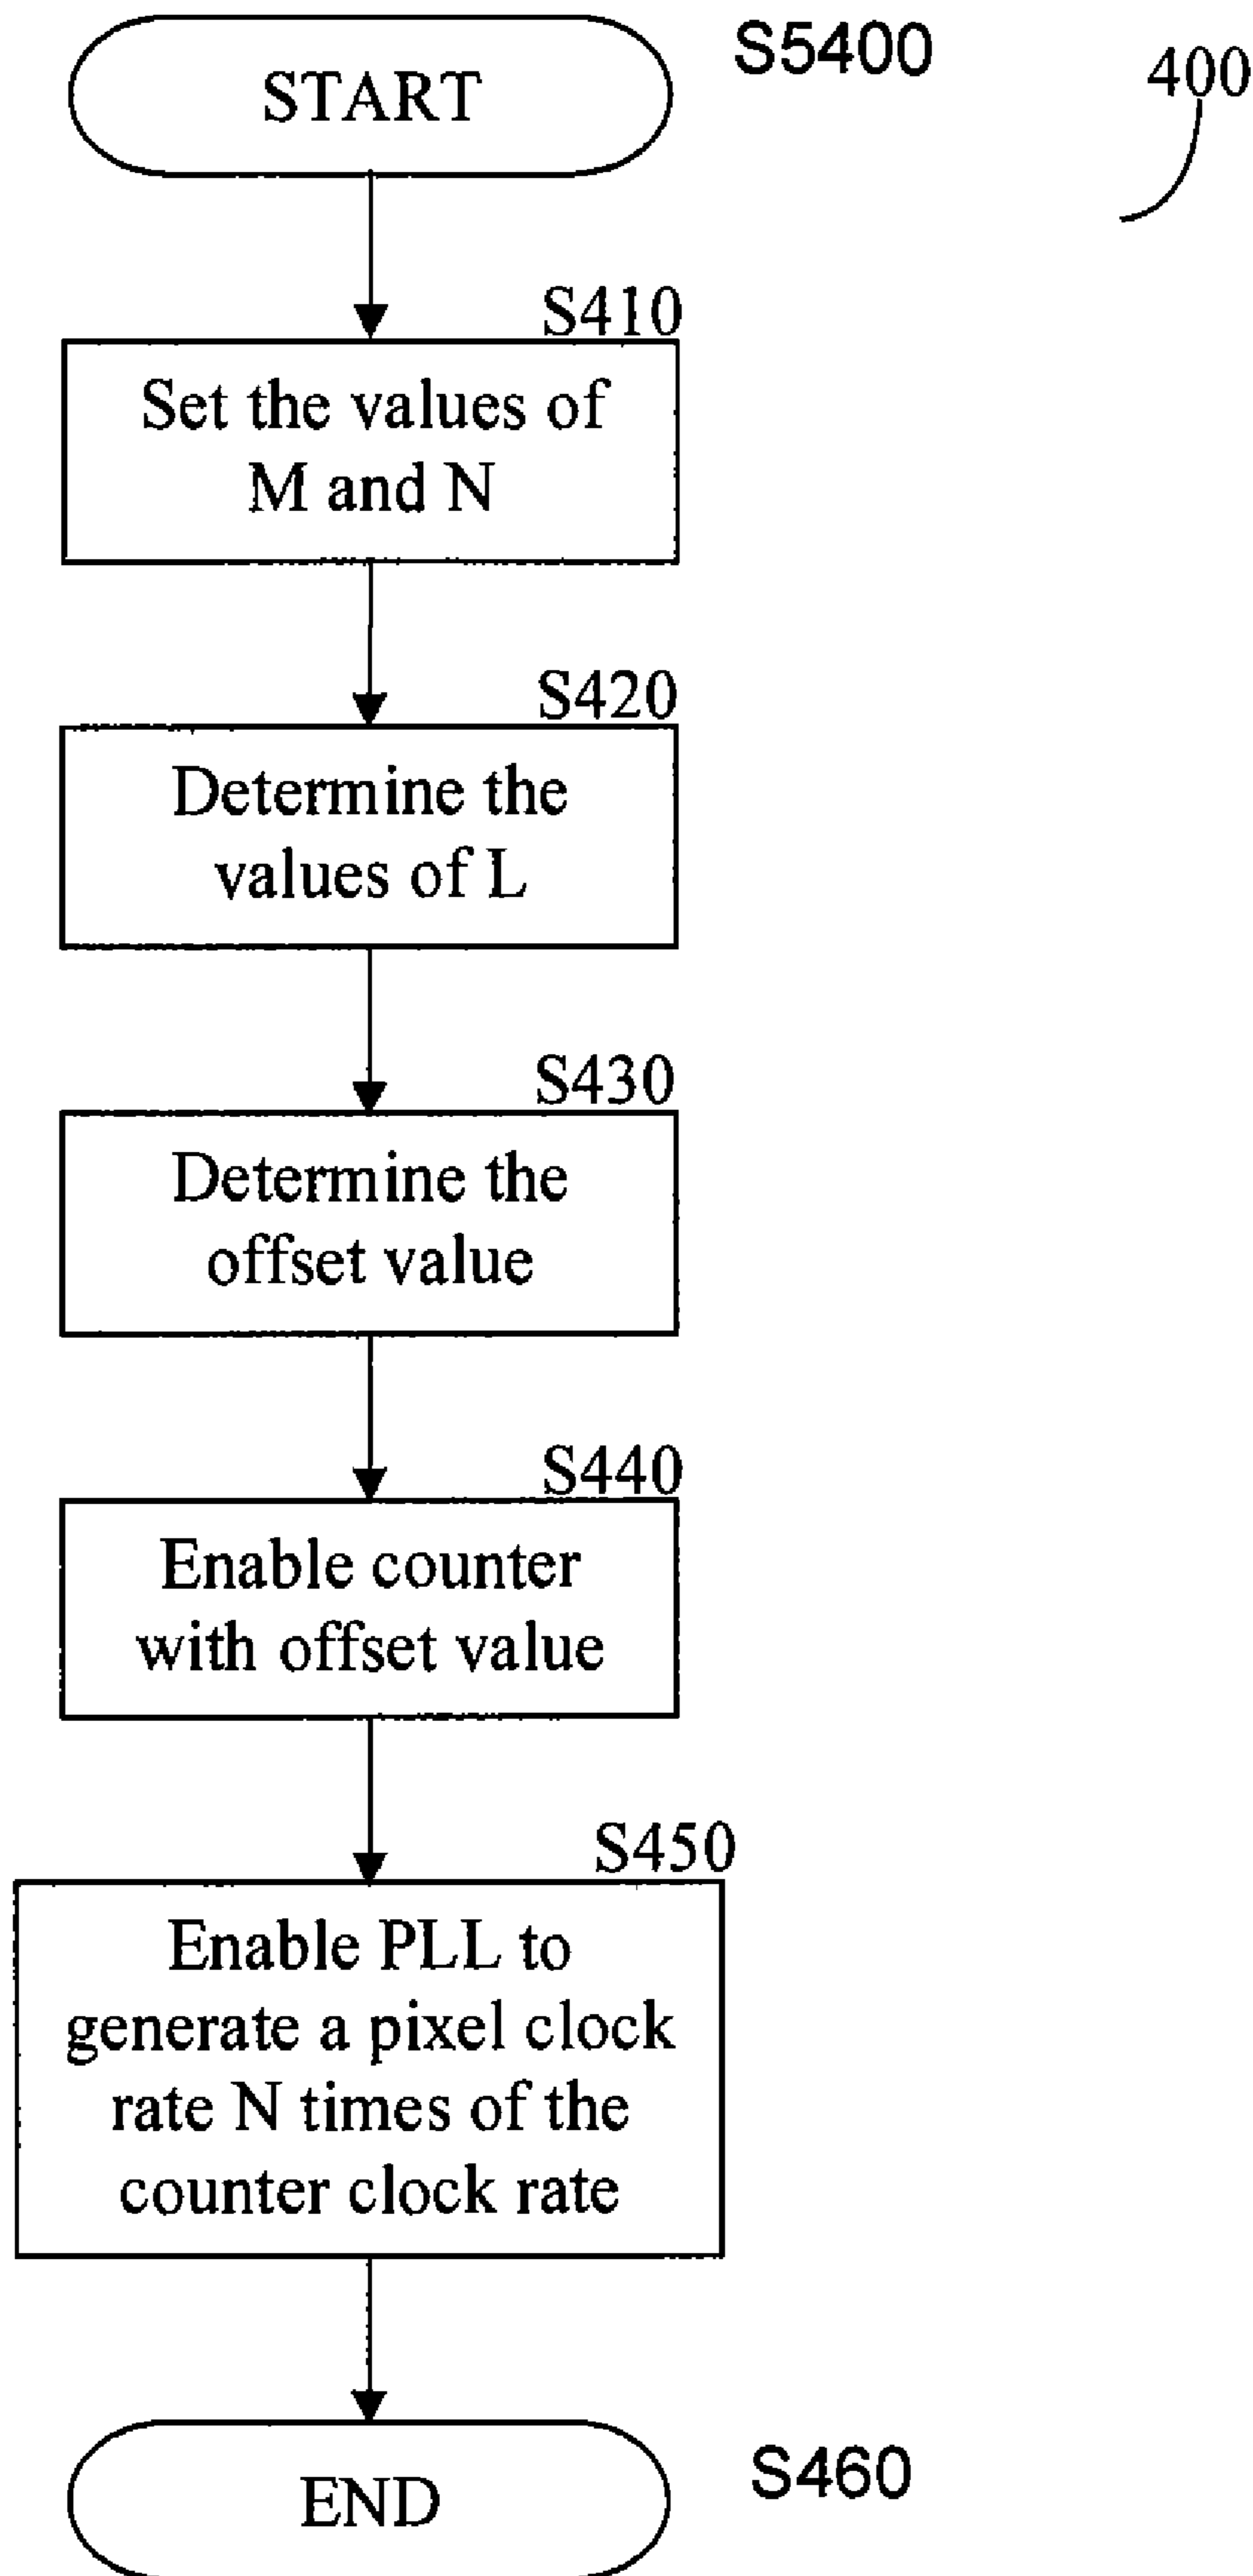 START
S5400
400
S410
Set the values of
M and N
S420
Determine the
values of L
S430
Determine the
offset value
S440
Enable counter
with offset value
S450
Enable PLL to
generate a pixel clock
rate N times of the
counter clock rate
END
S460